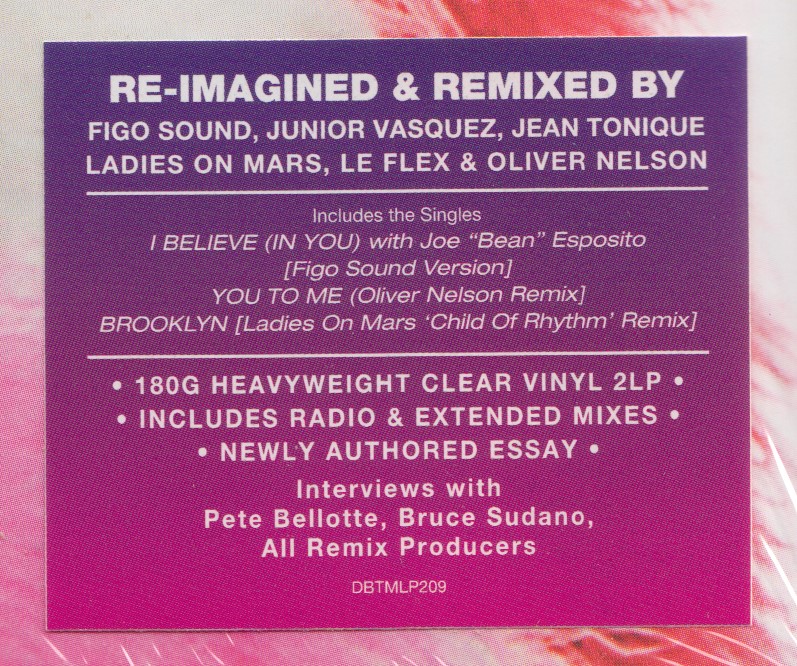 RE-IMAGINED & REMIXED BY
FIGO SOUND, JUNIOR VASQUEZ, JEAN TONIQUE
LADIES ON MARS, LE FLEX & OLIVER NELSON
Includes the Singles
I BELIEVE (IN YOU) with Joe “Bean” Esposito
[Figo Sound Version]
YOU TO ME (Oliver Nelson Remix]
BROOKLYN [Ladies On Mars ‘Child Of Rhythm’ Remix]
• 180G HEAVYWEIGHT CLEAR VINYL 2LP •
• INCLUDES RADIO & EXTENDED MIXES •
• NEWLY AUTHORED ESSAY •
Interviews with
Pete Bellotte, Bruce Sudano,
All Remix Producers
DBTMLP209